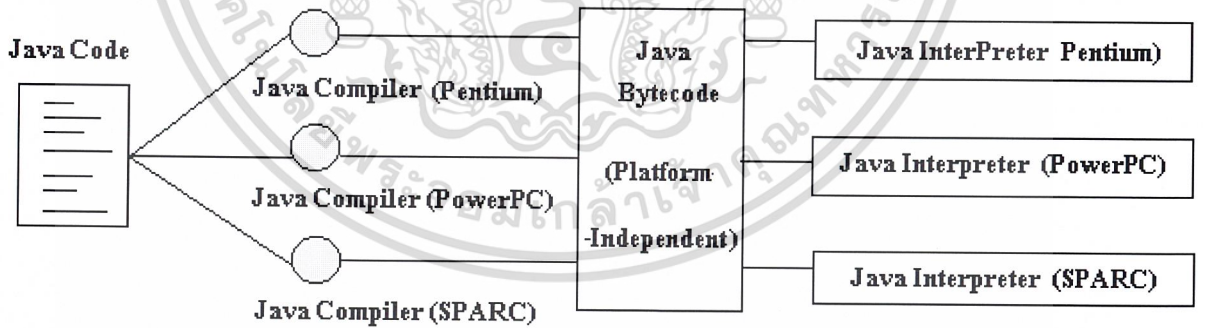 Java Code
Java Compiler (Pentium)
Java Compiler (PowerPC)
Java Compiler (SPARC)
Java
Bytecode
(Platform-
-Independent)
Java InterPreter Pentium)
Java Interpreter (PowerPC)
Java Interpreter (SPARC)